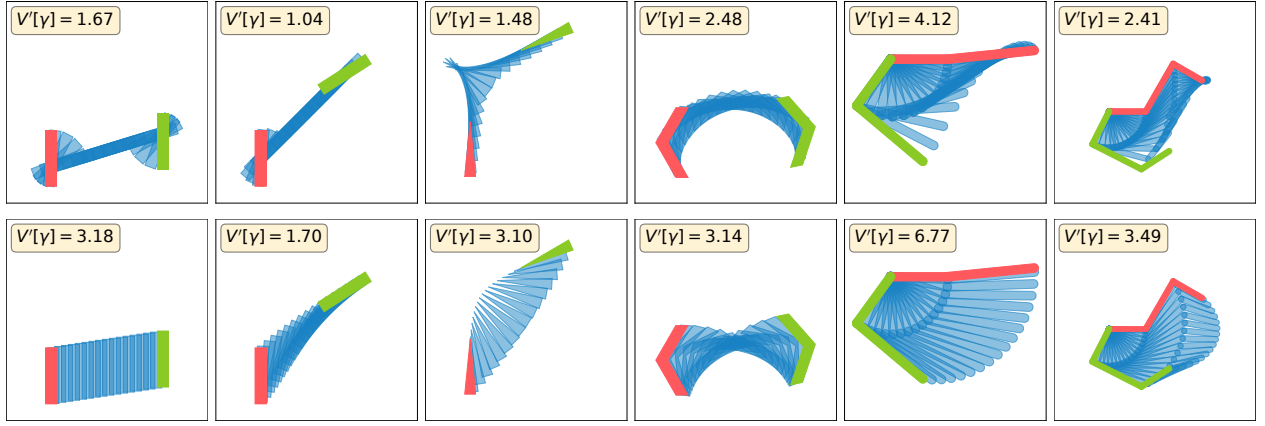 V′[γ] = 1.67
V′[γ] = 1.04
V′[γ] = 1.48
V′[γ] = 2.48
V′[γ] = 4.12
V′[γ] = 2.41
V′[γ] = 3.18
V′[γ] = 1.70
V′[γ] = 3.10
V′[γ] = 3.14
V′[γ] = 6.77
V′[γ] = 3.49